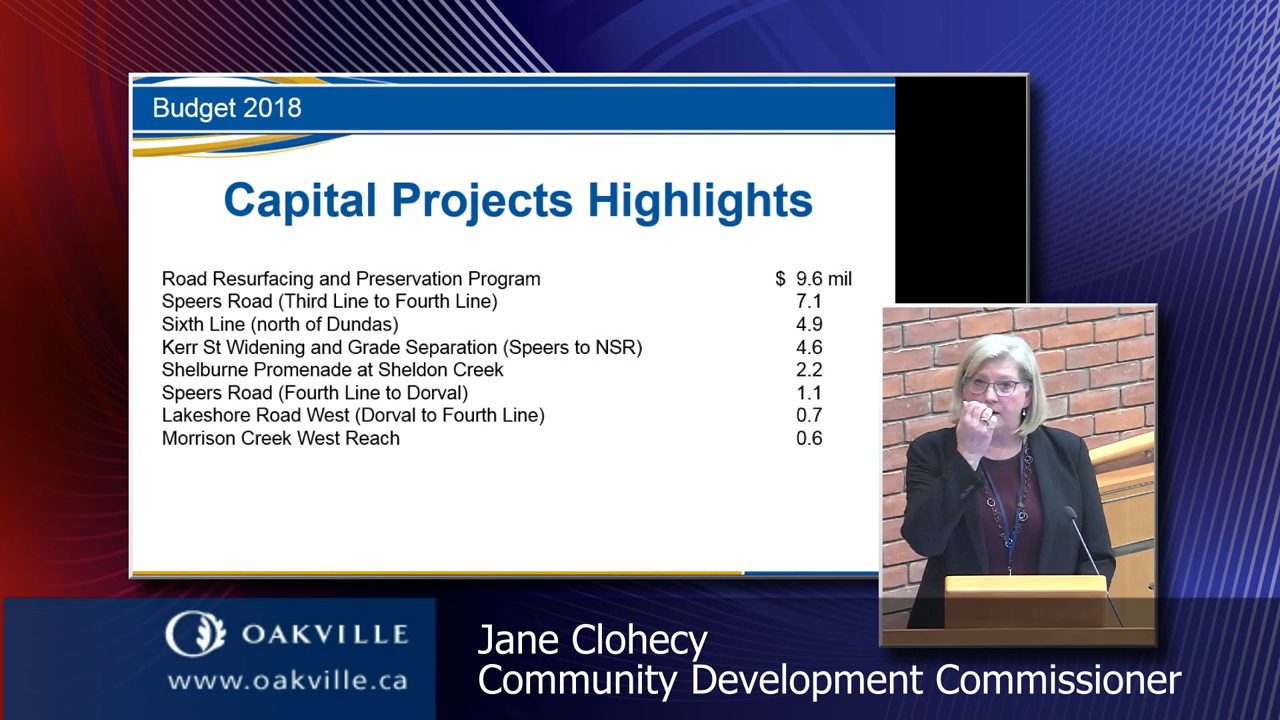 Budget 2018
Capital Projects Highlights
Road Resurfacing and Preservation Program $ 9.6 mil
Speers Road (Third Line to Fourth Line) 7.1
Sixth Line (north of Dundas) 4.9
Kerr St Widening and Grade Separation (Speers to NSR) 4.6
Shelburne Promenade at Sheldon Creek 2.2
Speers Road (Fourth Line to Dorval) 1.1
Lakeshore Road West (Dorval to Fourth Line) 0.7
Morrison Creek West Reach 0.6
OAKVILLE
www.oakville.ca
Jane Clohecy
Community Development Commissioner